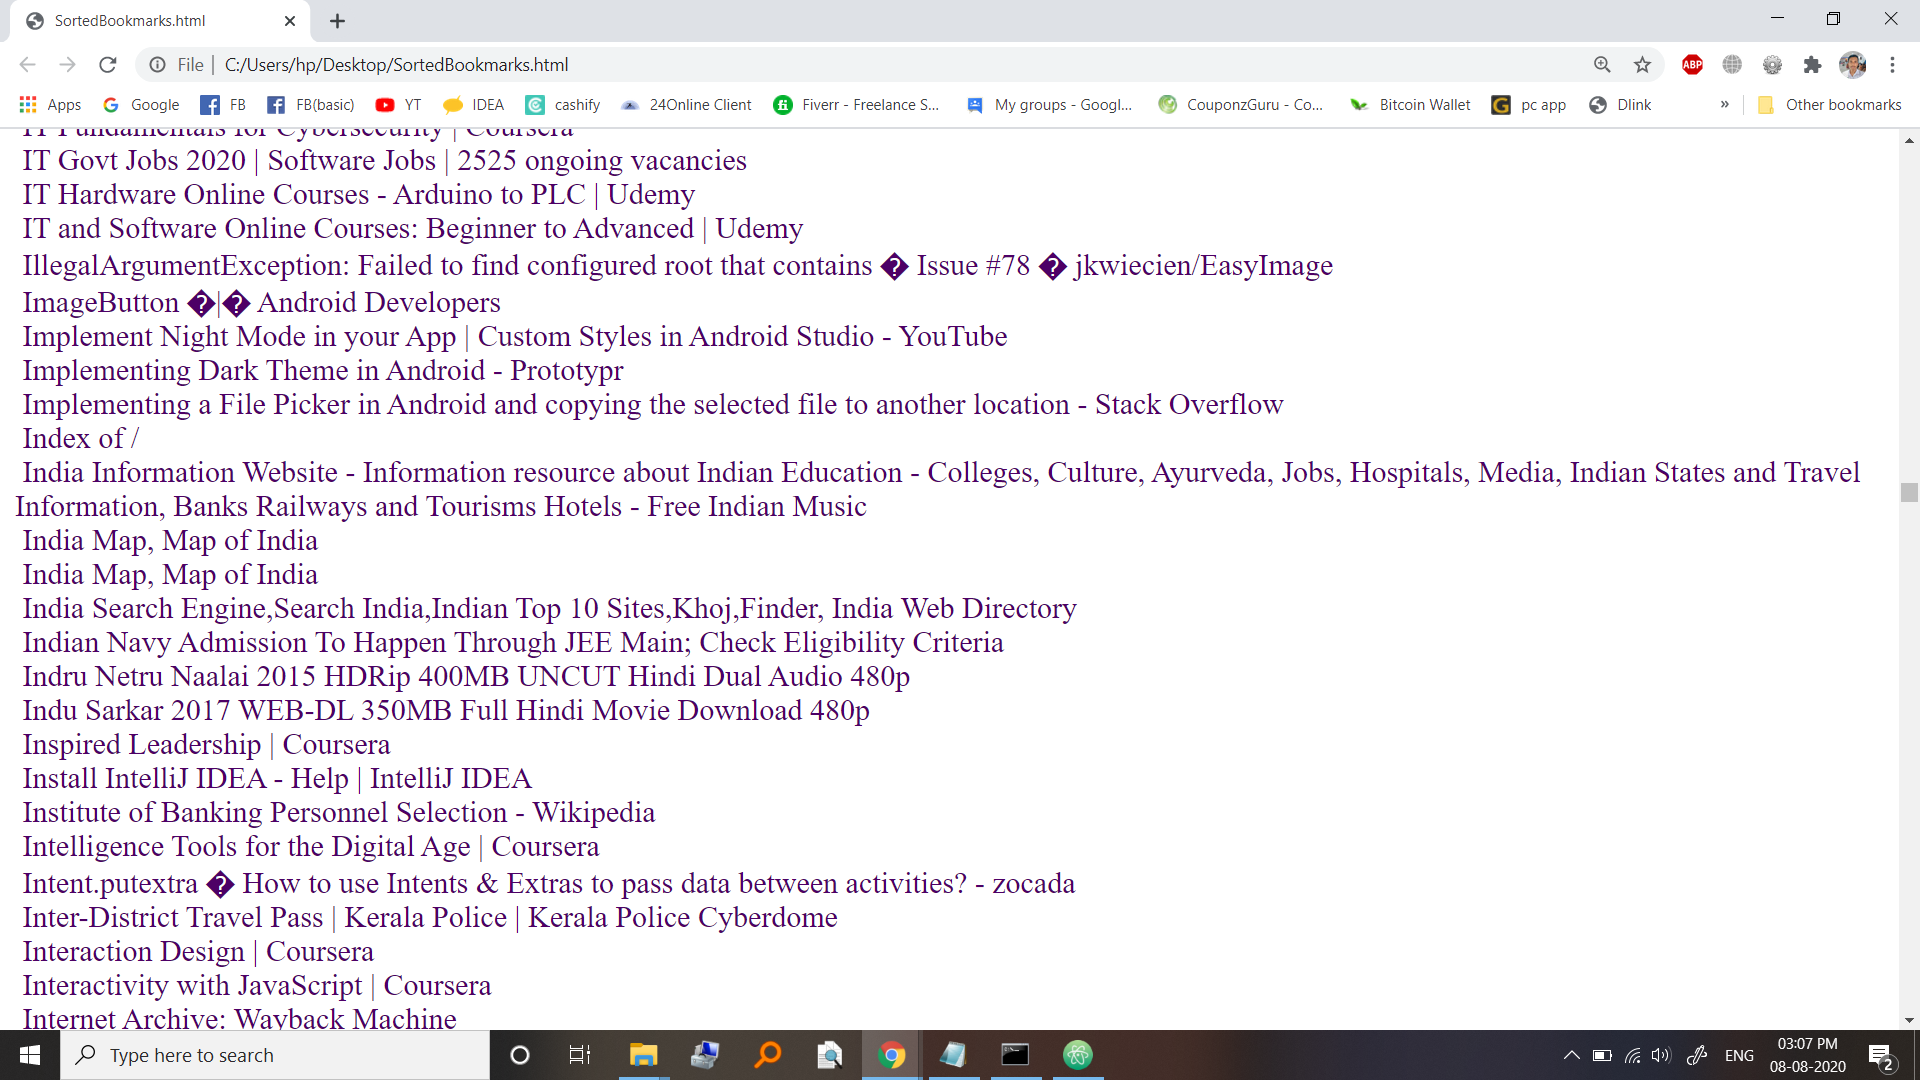 SortedBookmarks.html
File | C:/Users/hp/Desktop/SortedBookmarks.html
ABP
Apps Google FB FB(basic) YT IDEA cashify 24Online Client Fiverr - Freelance S... My groups - Googl... CouponzGuru - Co... Bitcoin Wallet pc app Dlink » Other bookmarks
IT Fundamentals for Cybersecurity | Coursera
IT Govt Jobs 2020 | Software Jobs | 2525 ongoing vacancies
IT Hardware Online Courses - Arduino to PLC | Udemy
IT and Software Online Courses: Beginner to Advanced | Udemy
IllegalArgumentException: Failed to find configured root that contains � Issue #78 � jkwiecien/EasyImage
ImageButton �|� Android Developers
Implement Night Mode in your App | Custom Styles in Android Studio - YouTube
Implementing Dark Theme in Android - Prototypr
Implementing a File Picker in Android and copying the selected file to another location - Stack Overflow
Index of /
India Information Website - Information resource about Indian Education - Colleges, Culture, Ayurveda, Jobs, Hospitals, Media, Indian States and Travel
Information, Banks Railways and Tourisms Hotels - Free Indian Music
India Map, Map of India
India Map, Map of India
India Search Engine,Search India,Indian Top 10 Sites,Khoj,Finder, India Web Directory
Indian Navy Admission To Happen Through JEE Main; Check Eligibility Criteria
Indru Netru Naalai 2015 HDRip 400MB UNCUT Hindi Dual Audio 480p
Indu Sarkar 2017 WEB-DL 350MB Full Hindi Movie Download 480p
Inspired Leadership | Coursera
Install IntelliJ IDEA - Help | IntelliJ IDEA
Institute of Banking Personnel Selection - Wikipedia
Intelligence Tools for the Digital Age | Coursera
Intent.putextra � How to use Intents & Extras to pass data between activities? - zocada
Inter-District Travel Pass | Kerala Police | Kerala Police Cyberdome
Interaction Design | Coursera
Interactivity with JavaScript | Coursera
Internet Archive: Wayback Machine
Type here to search
ENG
03:07 PM
08-08-2020
2